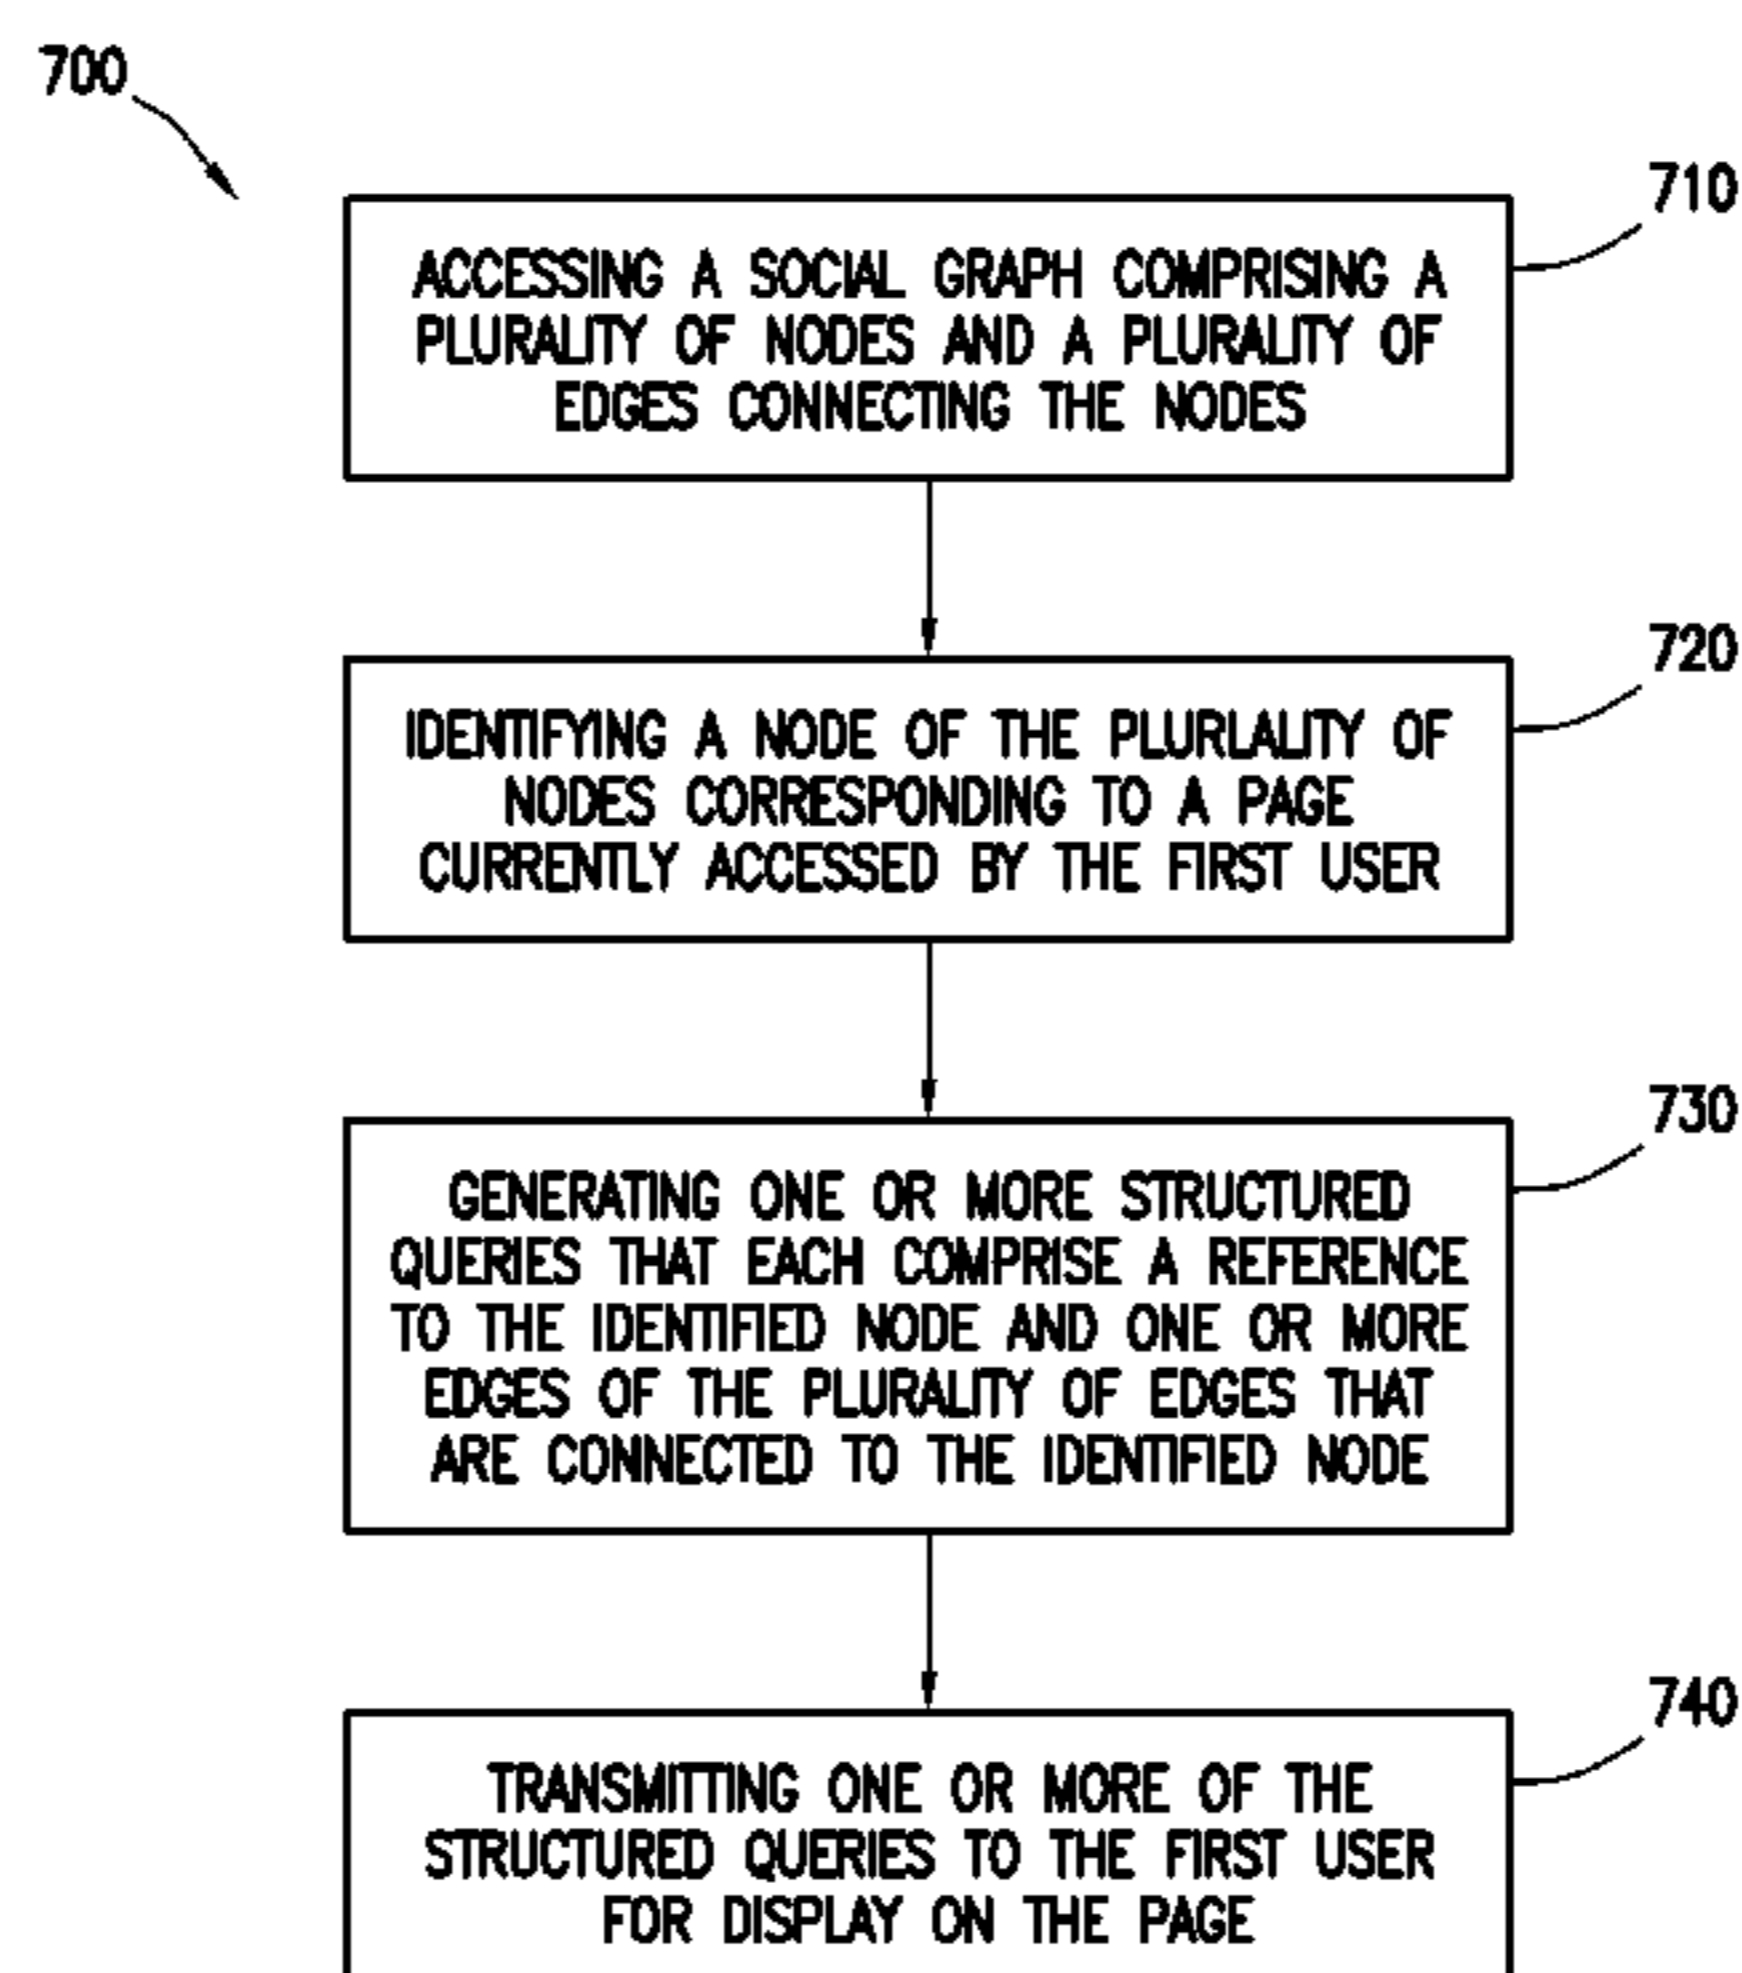 700
710
ACCESSING A SOCIAL GRAPH COMPRISING A
PLURALITY OF NODES AND A PLURALITY OF
EDGES CONNECTING THE NODES
720
IDENTIFYING A NODE OF THE PLURLALITY OF
NODES CORRESPONDING TO A PAGE
CURRENTLY ACCESSED BY THE FIRST USER
730
GENERATING ONE OR MORE STRUCTURED
QUERIES THAT EACH COMPRISE A REFERENCE
TO THE IDENTIFIED NODE AND ONE OR MORE
EDGES OF THE PLURALITY OF EDGES THAT
ARE CONNECTED TO THE IDENTIFIED NODE
740
TRANSMITTING ONE OR MORE OF THE
STRUCTURED QUERIES TO THE FIRST USER
FOR DISPLAY ON THE PAGE